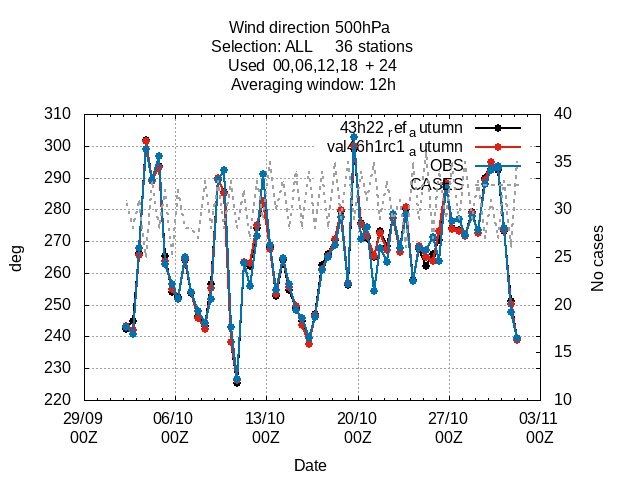 Wind direction 500hPa
Selection: ALL 36 stations
Used 00,06,12,18 + 24
Averaging window: 12h
310 40
300 35
290
280 30
270
260 25
250 20
240
230 15
220 10
deg
No cases
43h22_ref_autumn
val46h1rc1_autumn
OBS
CASES
29/09 06/10 13/10 20/10 27/10 03/11
00Z 00Z 00Z 00Z 00Z 00Z
Date